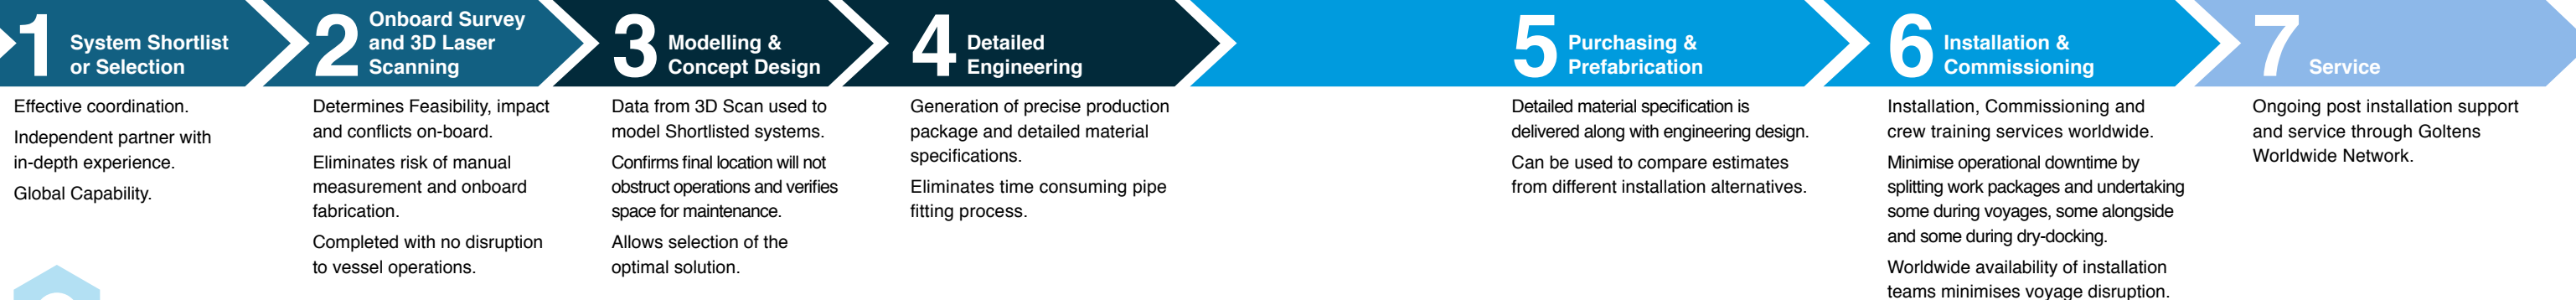 1
System Shortlist
or Selection
Effective coordination.
Independent partner with
in-depth experience.
Global Capability.
2
Onboard Survey
and 3D Laser
Scanning
Determines Feasibility, impact
and conflicts on-board.
Eliminates risk of manual
measurement and onboard
fabrication.
Completed with no disruption
to vessel operations.
3
Modelling &
Concept Design
Data from 3D Scan used to
model Shortlisted systems.
Confirms final location will not
obstruct operations and verifies
space for maintenance.
Allows selection of the
optimal solution.
4
Detailed
Engineering
Generation of precise production
package and detailed material
specifications.
Eliminates time consuming pipe
fitting process.
5
Purchasing &
Prefabrication
Detailed material specification is
delivered along with engineering design.
Can be used to compare estimates
from different installation alternatives.
6
Installation &
Commissioning
Installation, Commissioning and
crew training services worldwide.
Minimise operational downtime by
splitting work packages and undertaking
some during voyages, some alongside
and some during dry-docking.
Worldwide availability of installation
teams minimises voyage disruption.
7
Service
Ongoing post installation support
and service through Goltens
Worldwide Network.